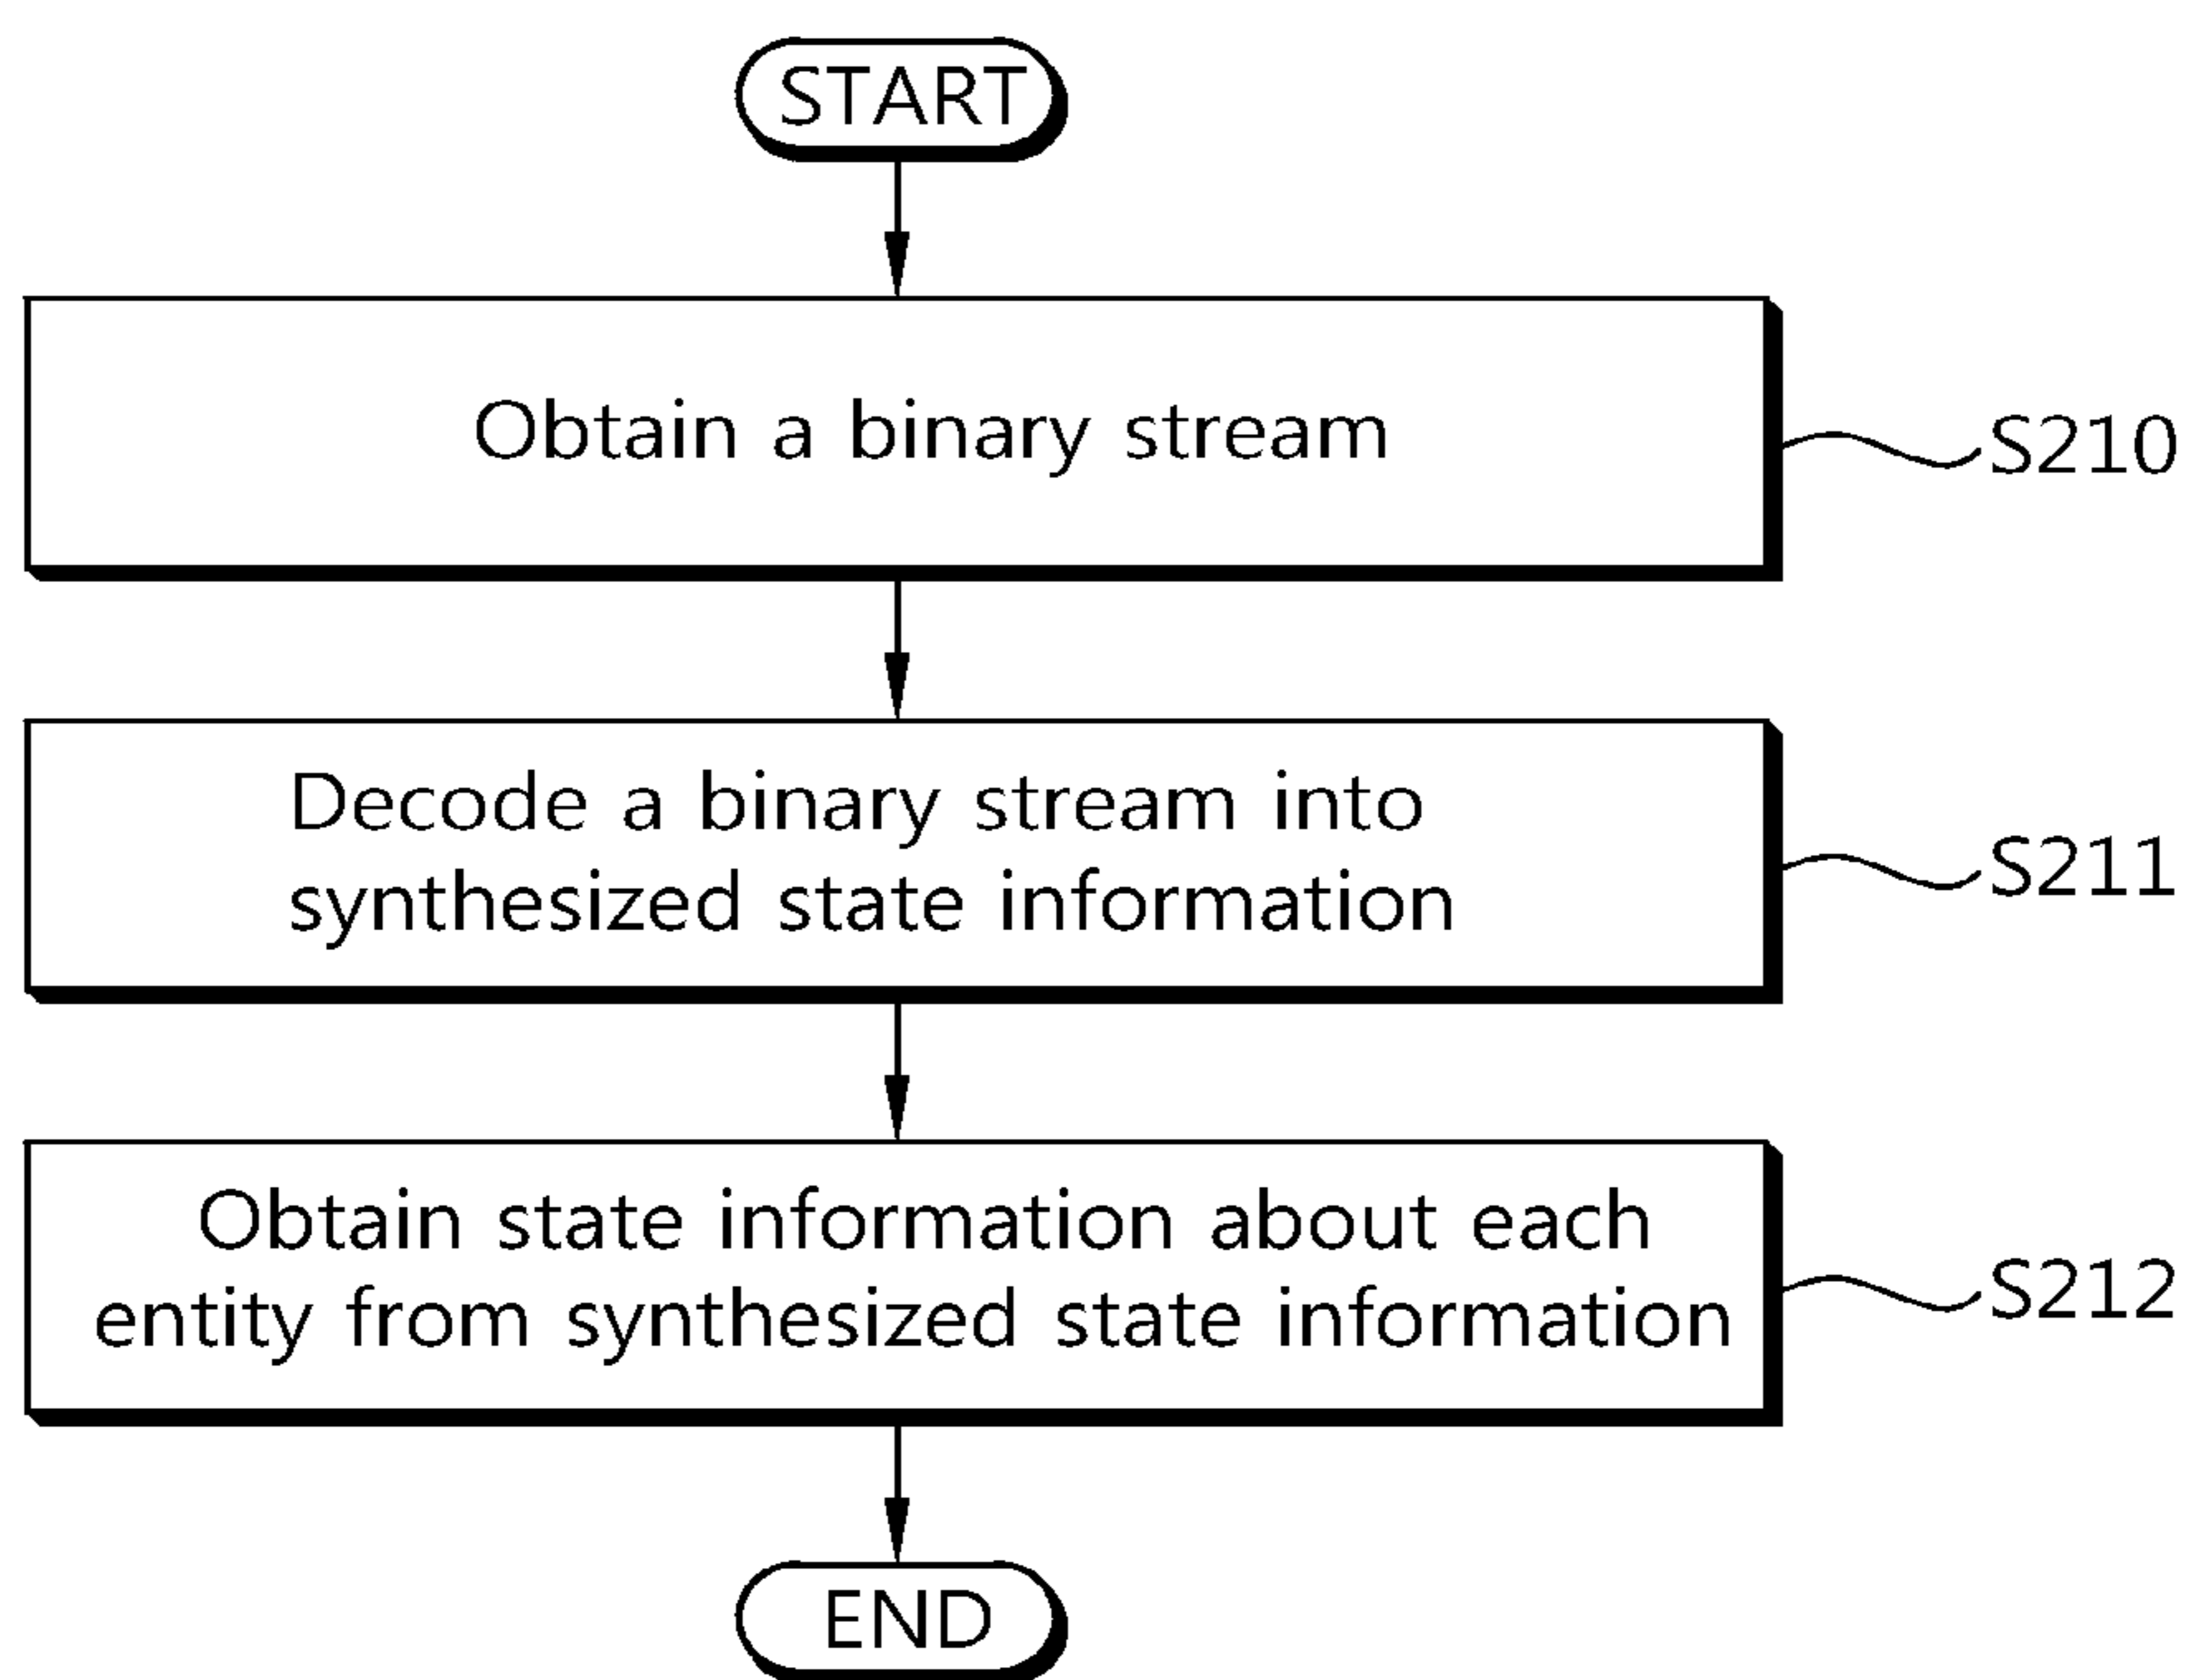 START
Obtain a binary stream
S210
Decode a binary stream into
synthesized state information
S211
Obtain state information about each
entity from synthesized state information
S212
END